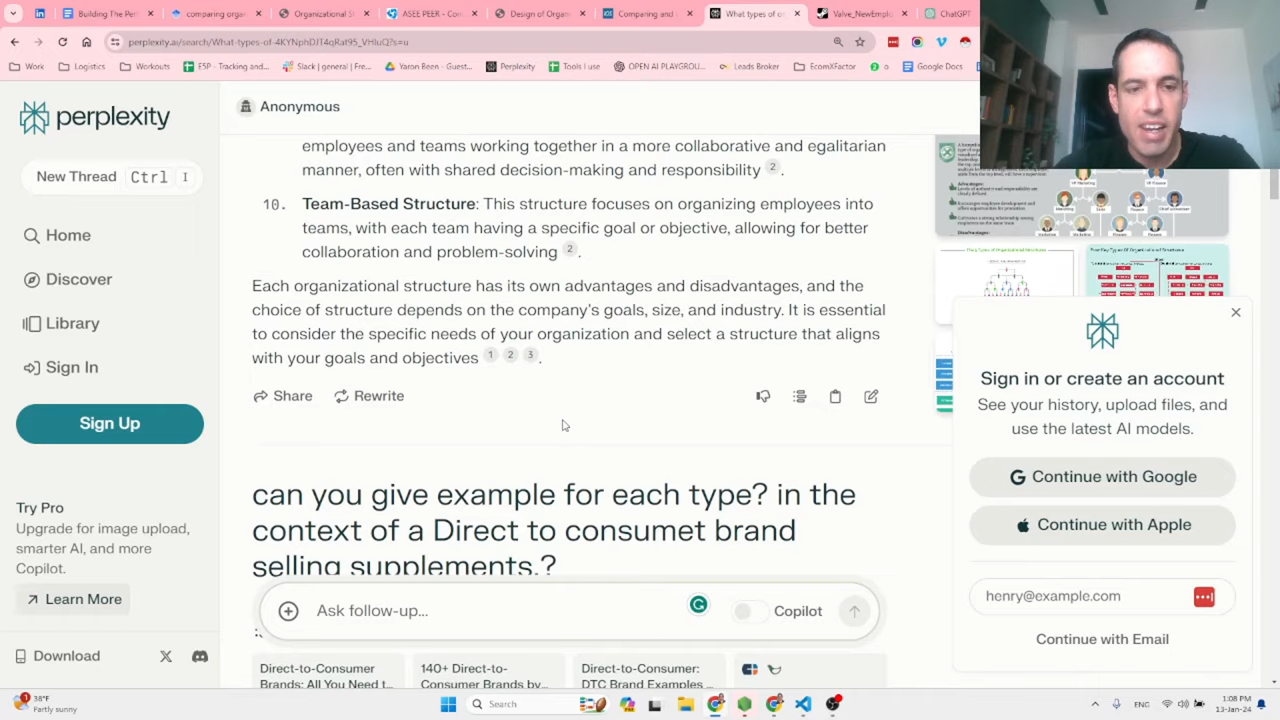 comparing organ
Organizational St
ASEE PEER - Con
Design of Organi
Comparing and
What types of o
Valve_NewEmplo
ChatGPT
perplexity.ai/search/What-types-of-4KYNphDJT4qRat95_VHIuQ?s=u
Work
Logistics
Workouts
ESP - Tracking and...
Slack | general | Fre...
Yaron Been - Guest...
Perplexity
Tools I use
OPEN AI PLAYGROU...
Leads Broker
EcomXFactor
Google Docs
perplexity
Anonymous
New Thread Ctrl I
Home
Discover
Library
Sign In
Sign Up
Try Pro
Upgrade for image upload,
smarter AI, and more
Copilot.
Learn More
Download
employees and teams working together in a more collaborative and egalitarian
manner, often with shared decision-making and responsibility 2 .
10. Team-Based Structure: This structure focuses on organizing employees into
teams, with each team having a specific goal or objective, allowing for better
collaboration and problem-solving 2 .
Each organizational structure has its own advantages and disadvantages, and the
choice of structure depends on the company's goals, size, and industry. It is essential
to consider the specific needs of your organization and select a structure that aligns
with your goals and objectives 1 2 3 .
Share
Rewrite
can you give example for each type? in the
context of a Direct to consumet brand
selling supplements.?
Ask follow-up...
Copilot
Direct-to-Consumer
Brands: All You Need t...
140+ Direct-to-
Consumer Brands by
Direct-to-Consumer:
DTC Brand Examples
VP Marketing
VP Finance
Advantages:
Sign in or create an account
See your history, upload files, and
use the latest AI models.
Continue with Google
Continue with Apple
henry@example.com
Continue with Email
38°F
Partly sunny
Search
ENG
1:08 PM
13-Jan-24